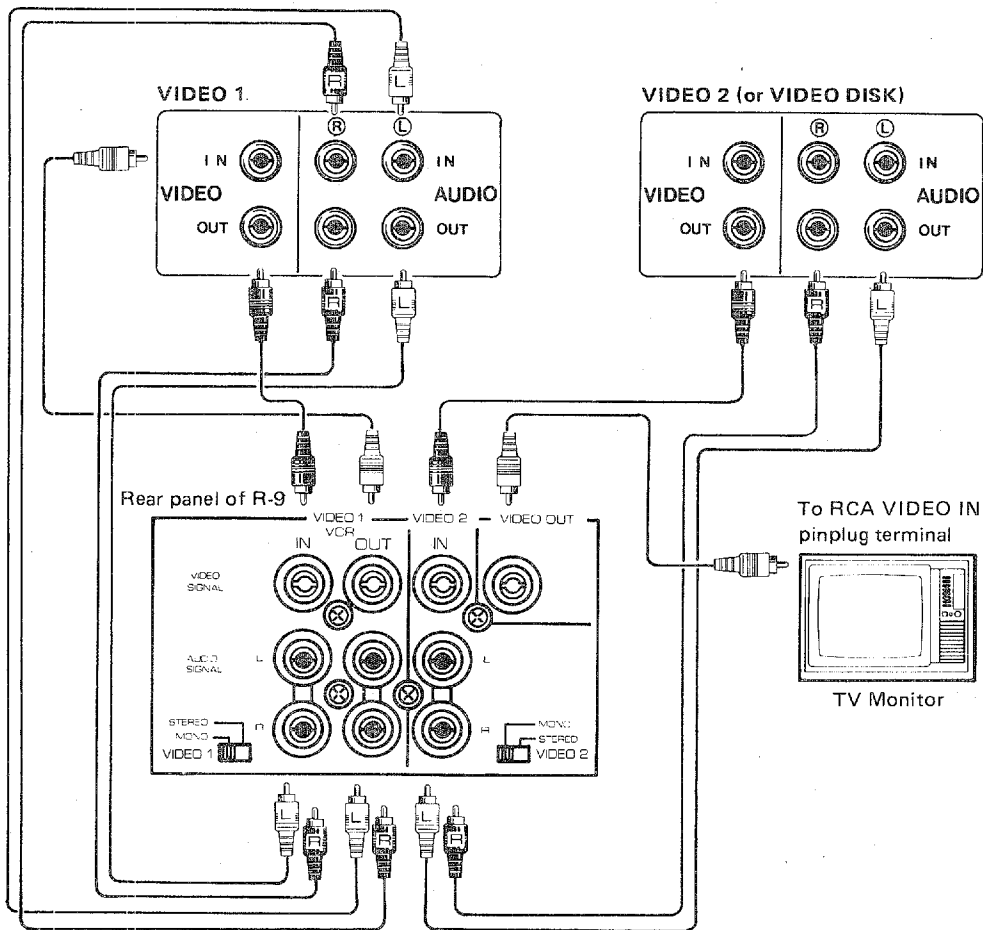 R L
VIDEO 1. VIDEO 2 (or VIDEO DISK)
R L R L
IN IN IN IN
VIDEO AUDIO VIDEO AUDIO
OUT OUT OUT OUT
R L R L
Rear panel of R-9
VIDEO 1 VIDEO 2 VIDEO OUT
VCR
IN OUT IN
VIDEO
SIGNAL
AUDIO
SIGNAL
L L
R R
STEREO MONO
MONO STEREO
VIDEO 1 VIDEO 2
To RCA VIDEO IN
pinplug terminal
TV Monitor
L R L R L R